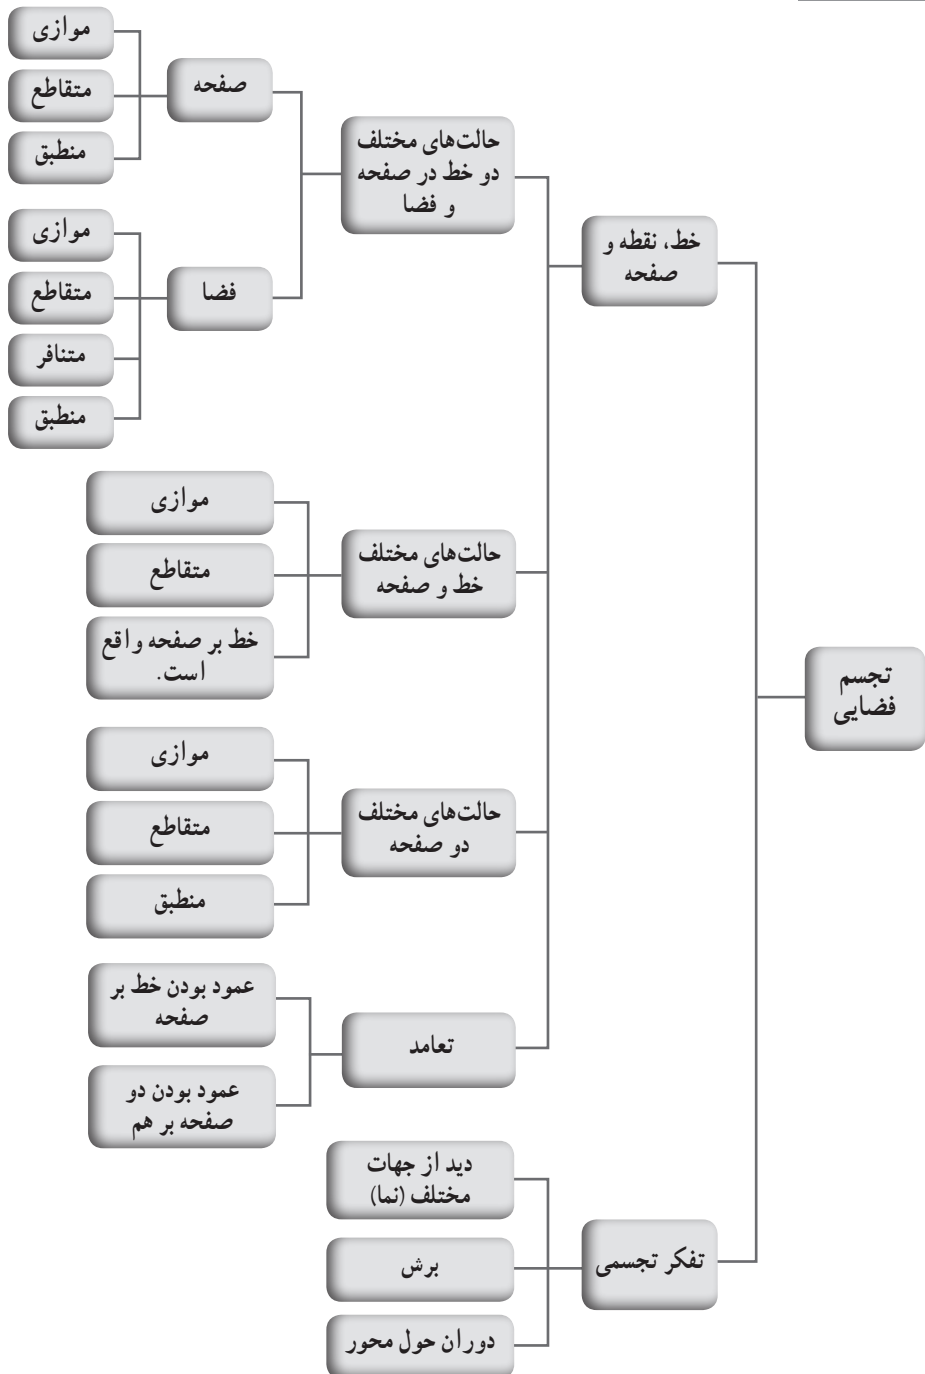 تجسم
فضایی
خط، نقطه و
صفحه
حالت‌های مختلف
دو خط در صفحه
و فضا
صفحه
موازی
متقاطع
منطبق
فضا
موازی
متقاطع
متنافر
منطبق
حالت‌های مختلف
خط و صفحه
موازی
متقاطع
خط بر صفحه واقع
است.
حالت‌های مختلف
دو صفحه
موازی
متقاطع
منطبق
تعامد
عمود بودن خط بر
صفحه
عمود بودن دو
صفحه بر هم
تفکر تجسمی
دید از جهات
مختلف (نما)
برش
دوران حول محور